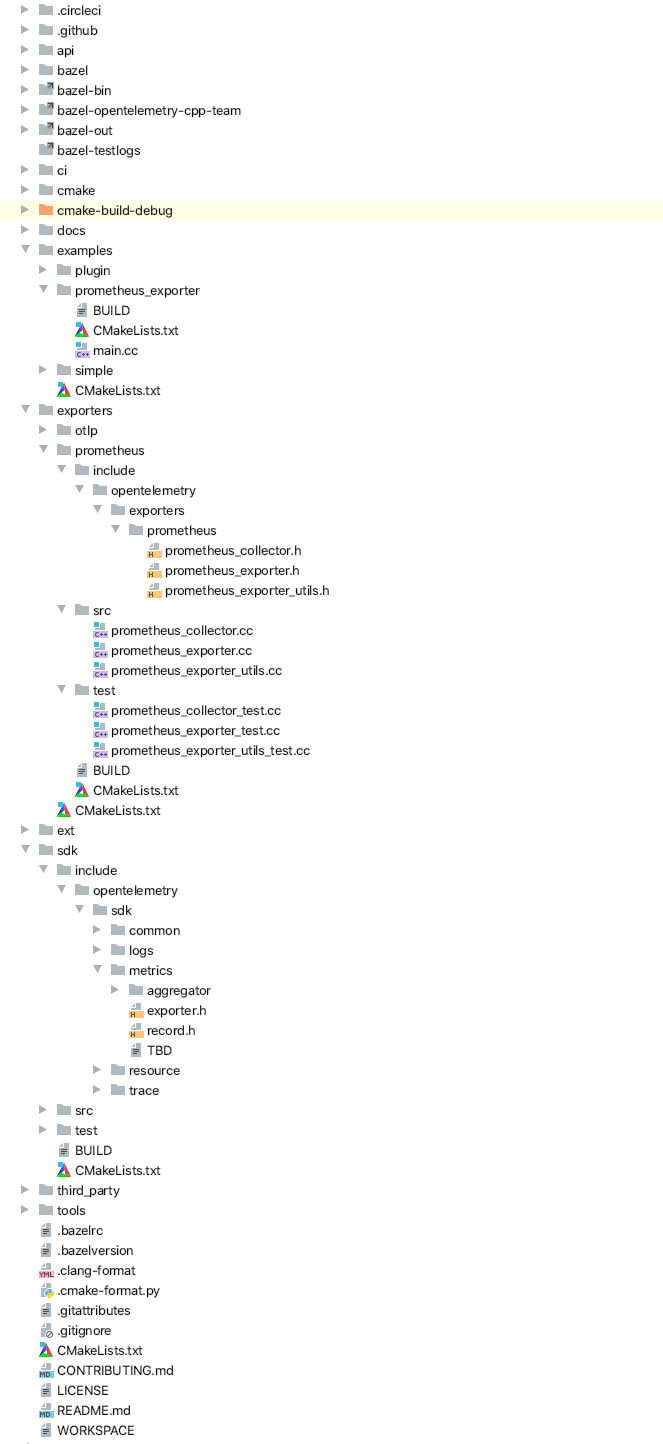 .circleci
.github
api
bazel
bazel-bin
bazel-opentelemetry-cpp-team
bazel-out
bazel-testlogs
ci
cmake
cmake-build-debug
docs
examples
plugin
prometheus_exporter
BUILD
CMakeLists.txt
main.cc
simple
CMakeLists.txt
exporters
otlp
prometheus
include
opentelemetry
exporters
prometheus
prometheus_collector.h
prometheus_exporter.h
prometheus_exporter_utils.h
src
prometheus_collector.cc
prometheus_exporter.cc
prometheus_exporter_utils.cc
test
prometheus_collector_test.cc
prometheus_exporter_test.cc
prometheus_exporter_utils_test.cc
BUILD
CMakeLists.txt
CMakeLists.txt
ext
sdk
include
opentelemetry
sdk
common
logs
metrics
aggregator
exporter.h
record.h
TBD
resource
trace
src
test
BUILD
CMakeLists.txt
third_party
tools
.bazelrc
.bazelversion
.clang-format
.cmake-format.py
.gitattributes
.gitignore
CMakeLists.txt
CONTRIBUTING.md
LICENSE
README.md
WORKSPACE